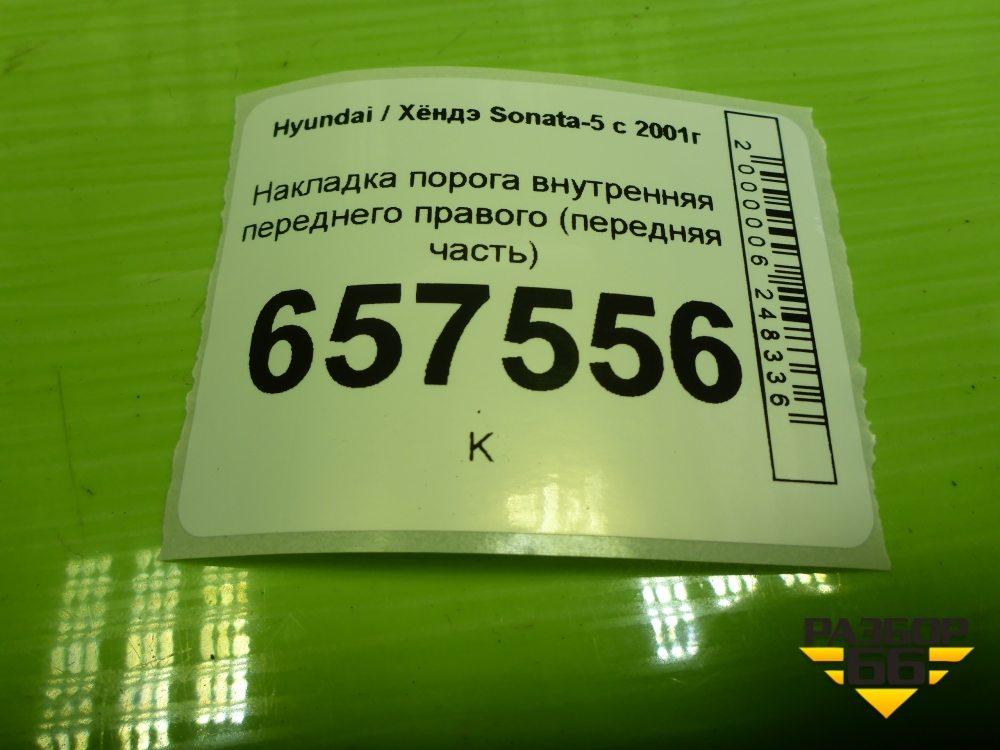 Hyundai / Хёндэ Sonata-5 с 2001г
Накладка порога внутренняя
переднего правого (передняя
часть)
657556
К
2000006248336
РАЗБОР
66